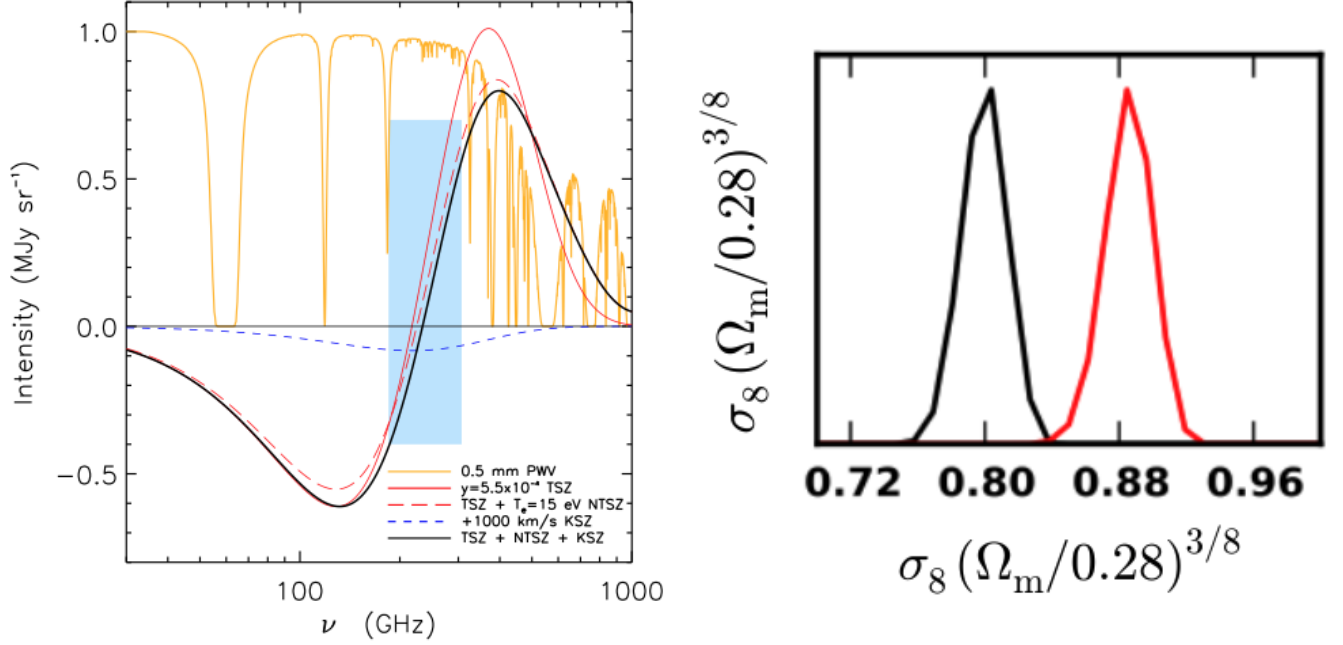 1.0
0.5
0.0
−0.5
Intensity (MJy sr⁻¹)
0.5 mm PWV
y=5.5x10⁻⁴ TSZ
TSZ + Tₑ=15 eV NTSZ
+1000 km/s KSZ
TSZ + NTSZ + KSZ
100
1000
ν (GHz)
σ₈(Ωₘ/0.28)³/⁸
0.72 0.80 0.88 0.96
σ₈(Ωₘ/0.28)³/⁸